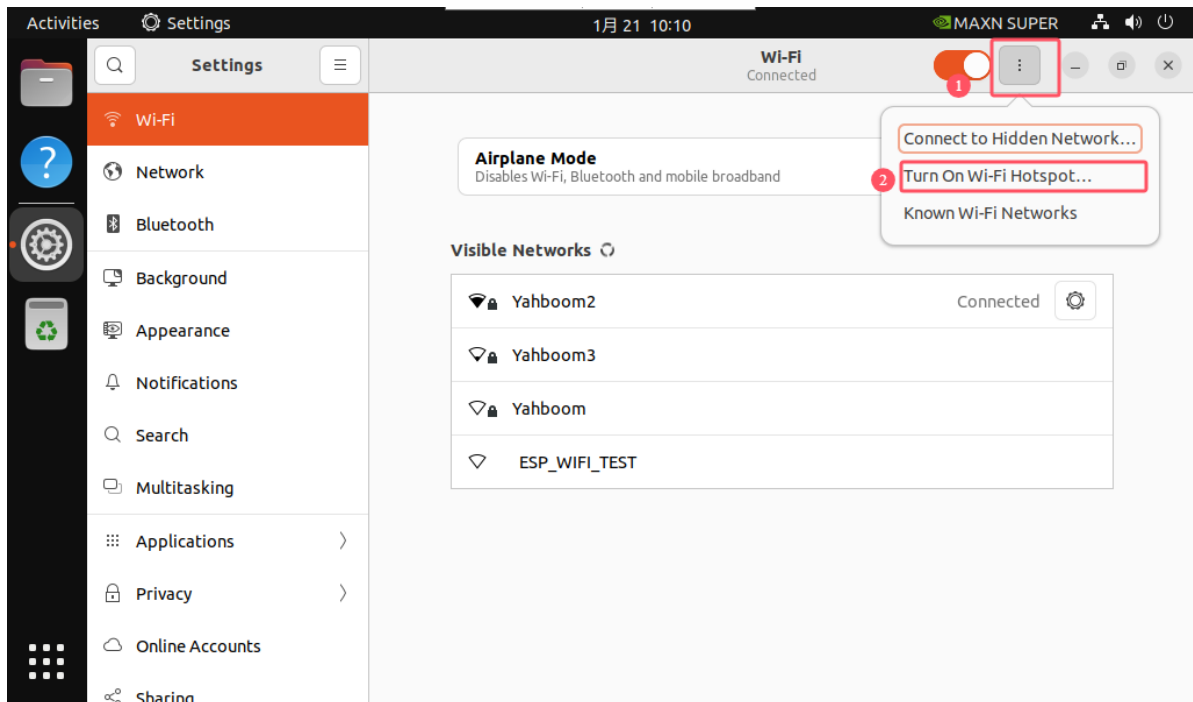 Activities Settings 1月 21 10:10 MAXN SUPER
Settings
Wi-Fi
Connected
1
Wi-Fi
Network
Bluetooth
Background
Appearance
Notifications
Search
Multitasking
Applications
Privacy
Online Accounts
Sharing
Connect to Hidden Network...
2 Turn On Wi-Fi Hotspot...
Known Wi-Fi Networks
Airplane Mode
Disables Wi-Fi, Bluetooth and mobile broadband
Visible Networks
Yahboom2 Connected
Yahboom3
Yahboom
ESP_WIFI_TEST